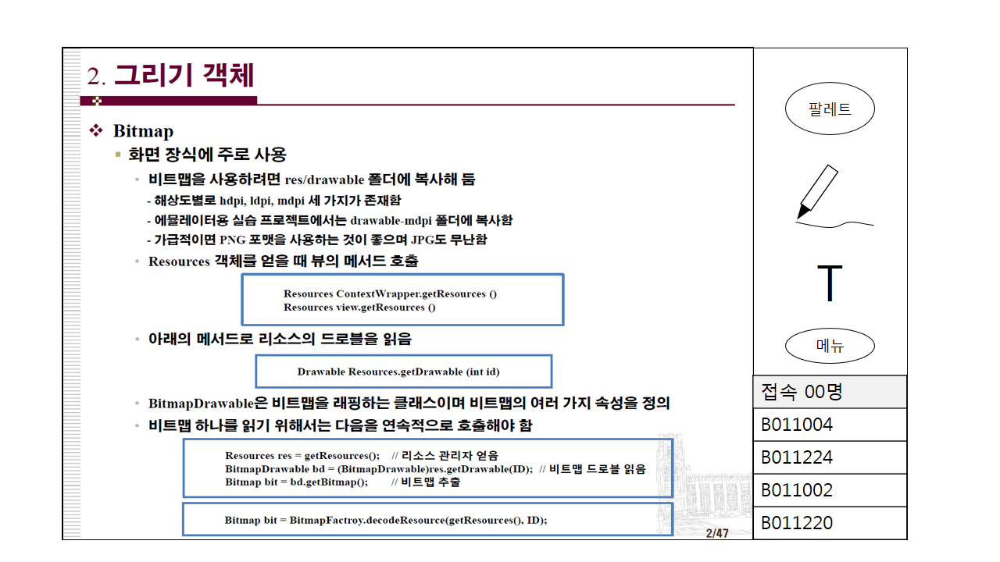 2. 그리기 객체
Bitmap
화면 장식에 주로 사용
비트맵을 사용하려면 res/drawable 폴더에 복사해 둠
- 해상도별로 hdpi, ldpi, mdpi 세 가지가 존재함
- 에뮬레이터용 실습 프로젝트에서는 drawable-mdpi 폴더에 복사함
- 가급적이면 PNG 포맷을 사용하는 것이 좋으며 JPG도 무난함
Resources 객체를 얻을 때 뷰의 메서드 호출
Resources ContextWrapper.getResources ()
Resources view.getResources ()
아래의 메서드로 리소스의 드로블을 읽음
Drawable Resources.getDrawable (int id)
BitmapDrawable은 비트맵을 래핑하는 클래스이며 비트맵의 여러 가지 속성을 정의
비트맵 하나를 읽기 위해서는 다음을 연속적으로 호출해야 함
Resources res = getResources(); // 리소스 관리자 얻음
BitmapDrawable bd = (BitmapDrawable)res.getDrawable(ID); // 비트맵 드로블 읽음
Bitmap bit = bd.getBitmap(); // 비트맵 추출
Bitmap bit = BitmapFactroy.decodeResource(getResources(), ID);
2/47
팔레트
T
메뉴
접속 00명
B011004
B011224
B011002
B011220